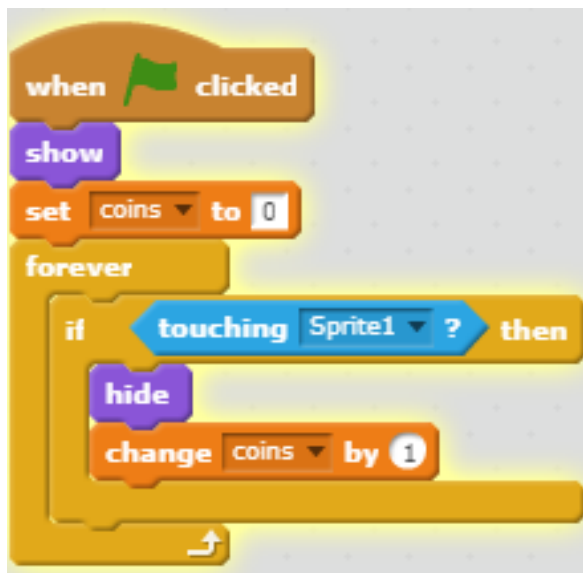 when clicked
show
set coins to 0
forever
if touching Sprite1 ? then
hide
change coins by 1